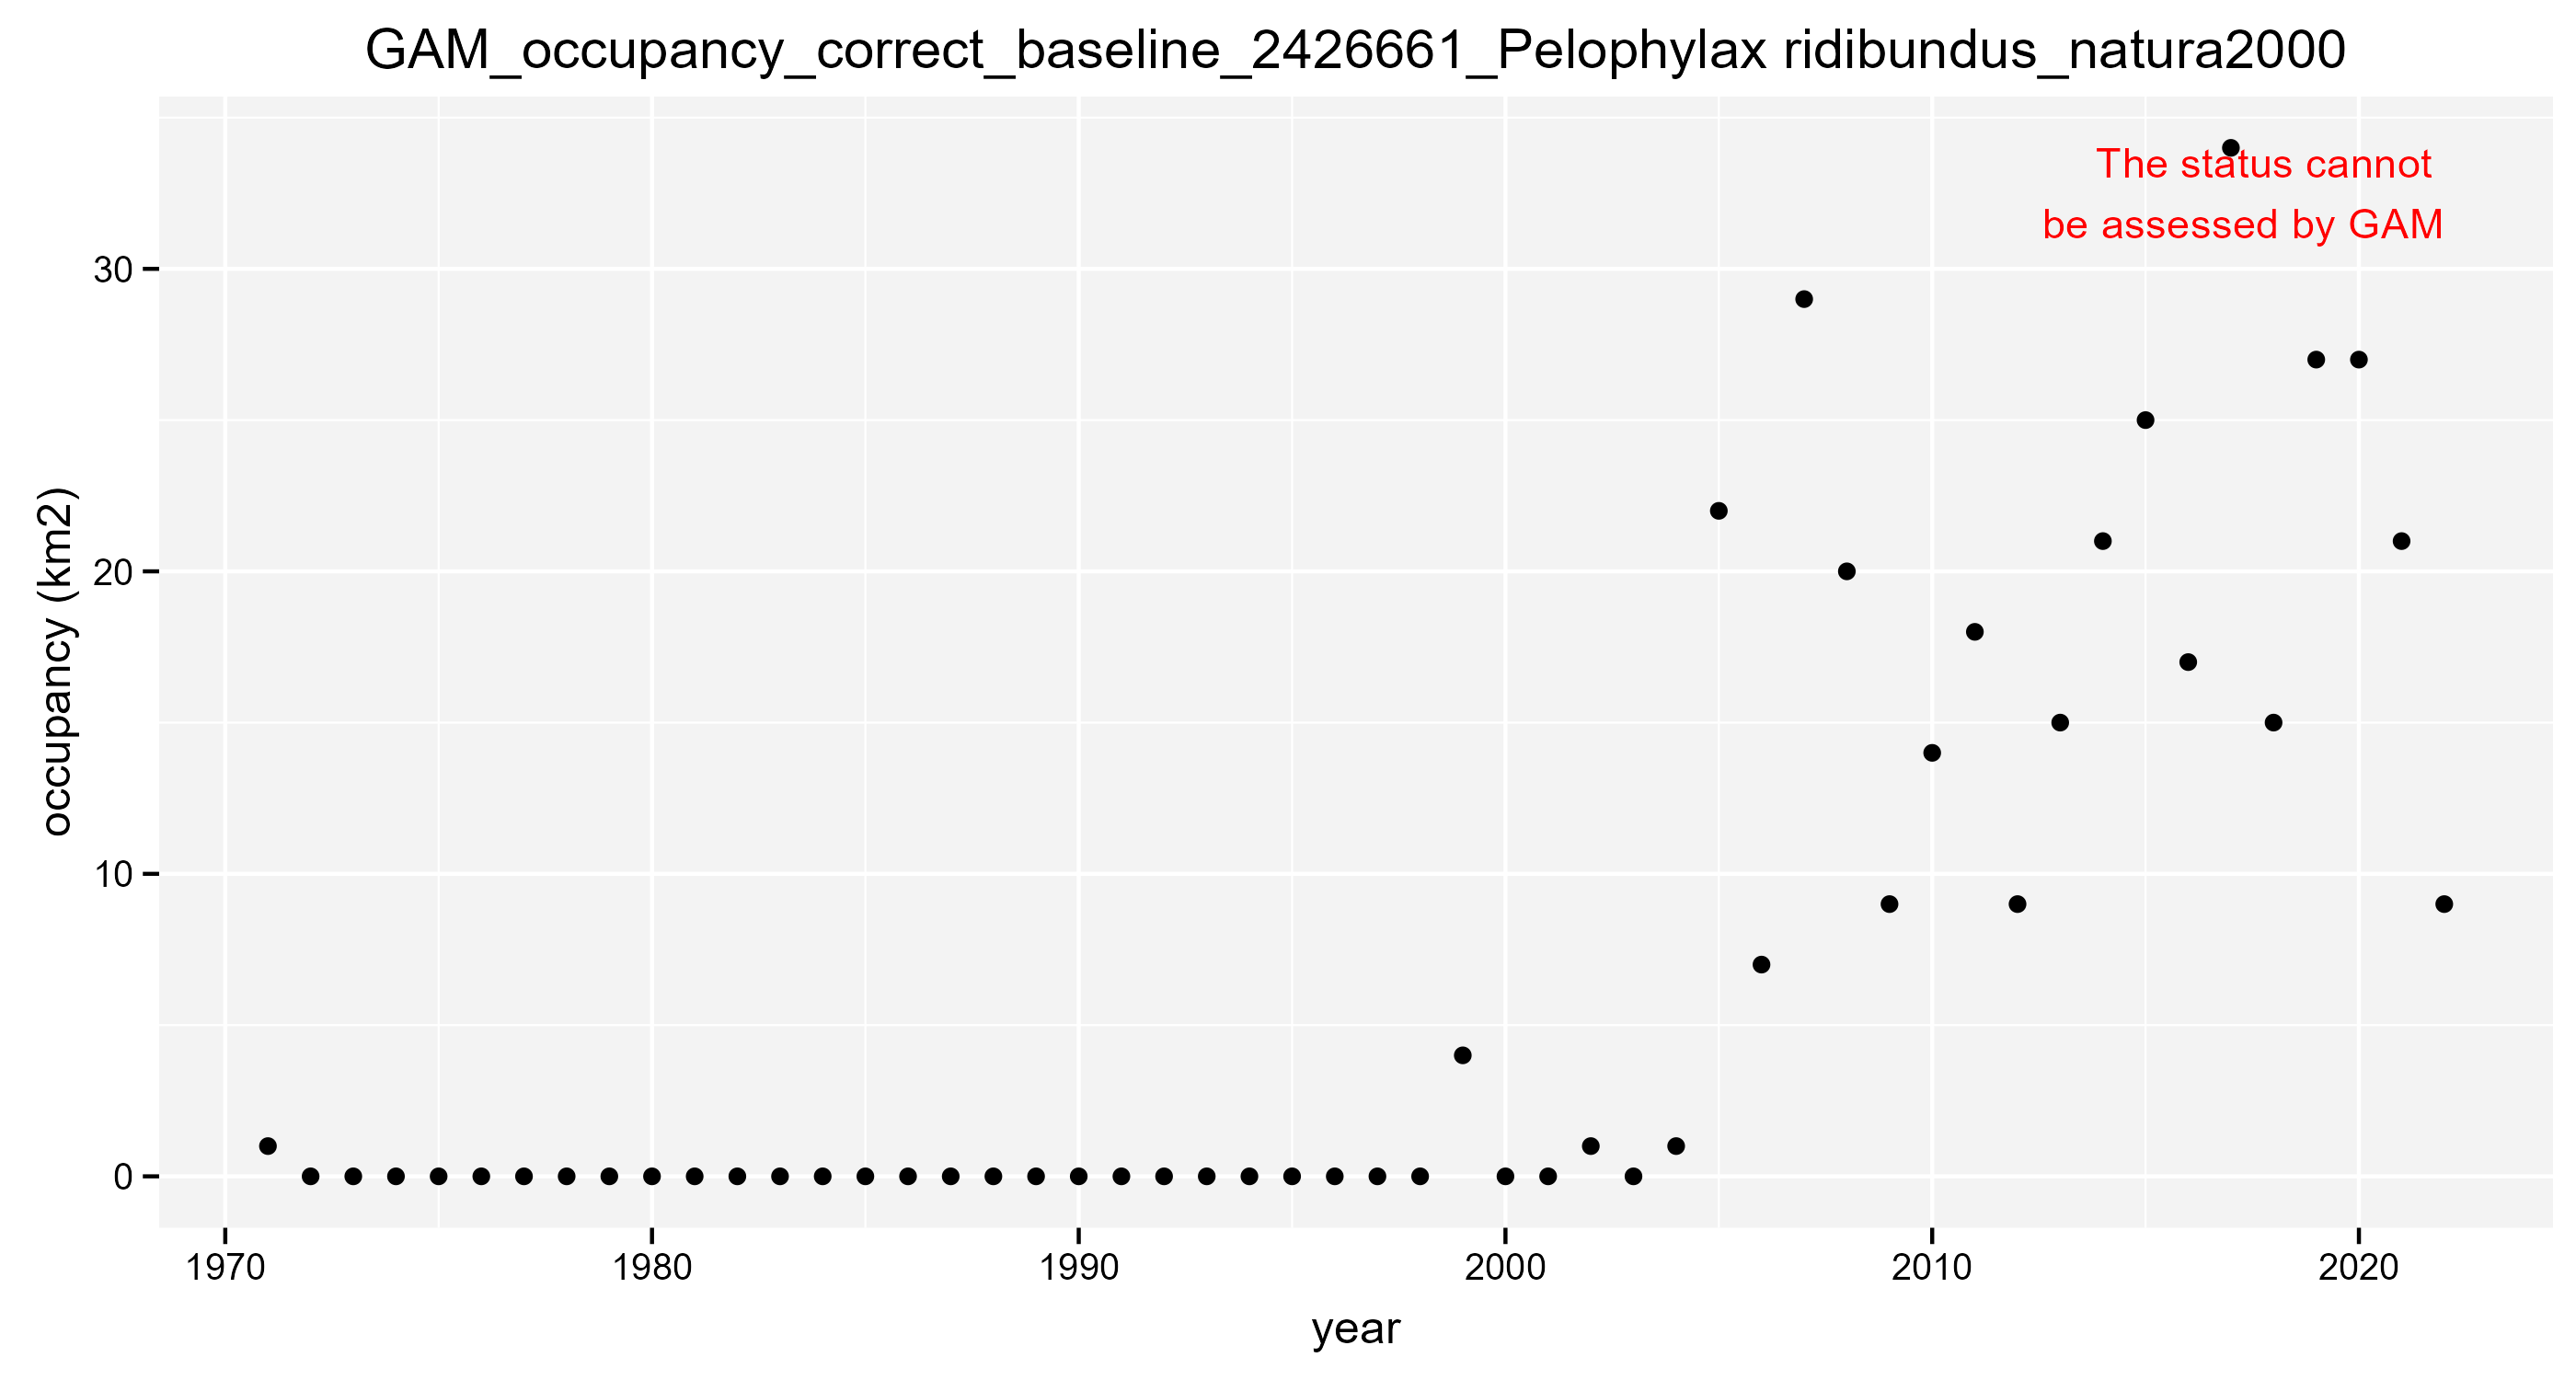 GAM_occupancy_correct_baseline_2426661_Pelophylax ridibundus_natura2000
The status cannot
be assessed by GAM
30
20
10
0
occupancy (km2)
1970 1980 1990 2000 2010 2020
year